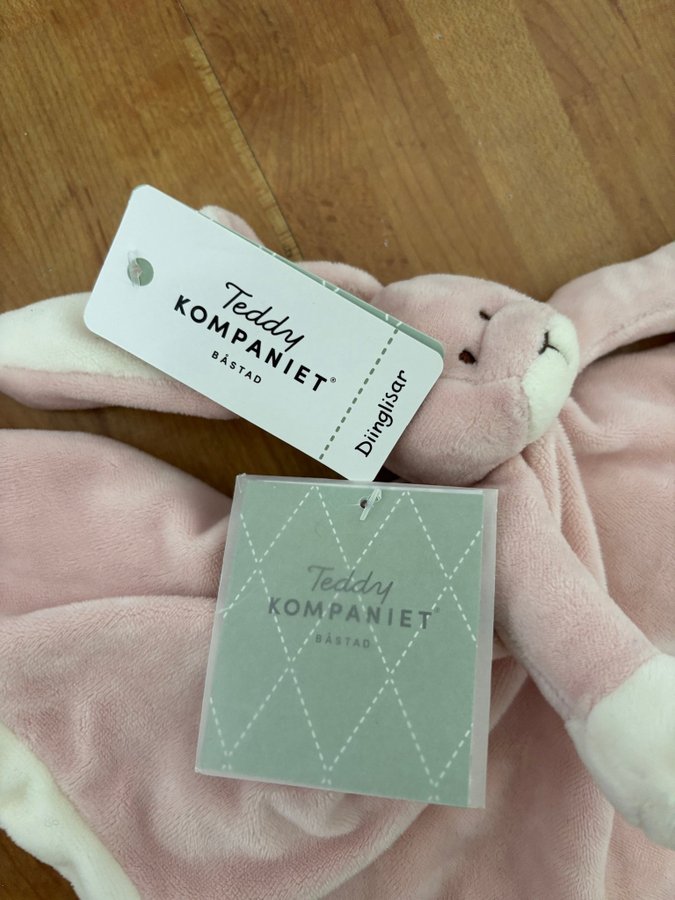 Teddy
KOMPANIET®
BÅSTAD
Diinglisar
Teddy
KOMPANIET®
BÅSTAD